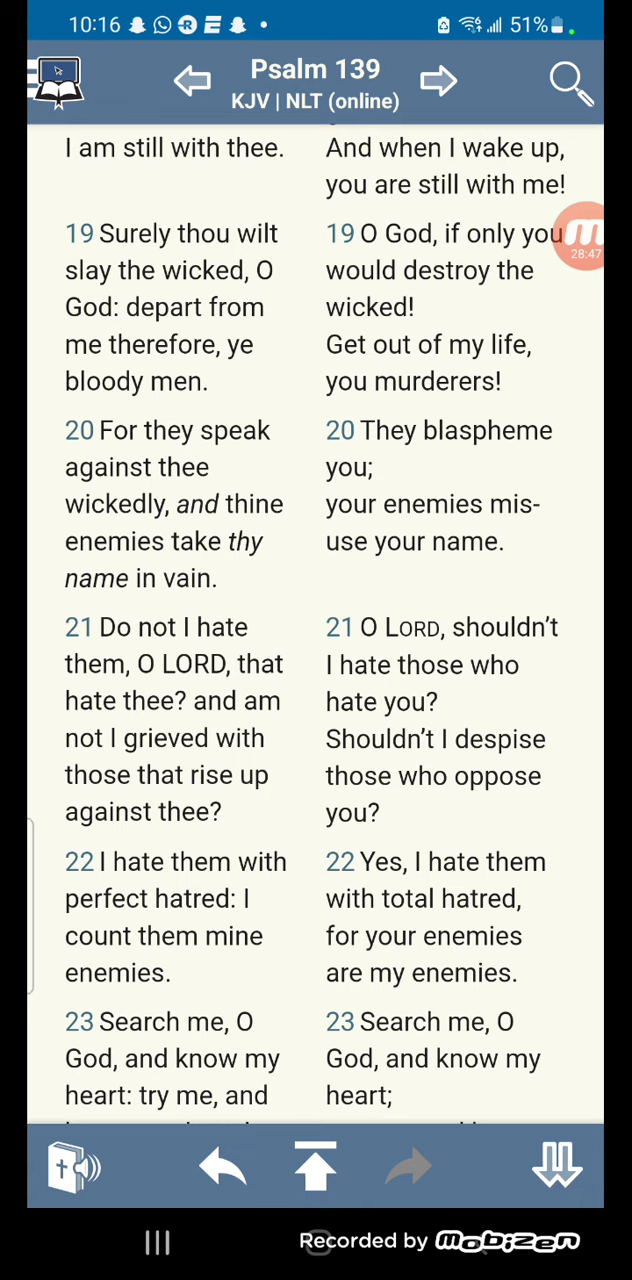 10:16
51%
Psalm 139
KJV | NLT (online)
I am still with thee.
19 Surely thou wilt
slay the wicked, O
God: depart from
me therefore, ye
bloody men.
20 For they speak
against thee
wickedly, and thine
enemies take thy
name in vain.
21 Do not I hate
them, O LORD, that
hate thee? and am
not I grieved with
those that rise up
against thee?
22 I hate them with
perfect hatred: I
count them mine
enemies.
23 Search me, O
God, and know my
heart: try me, and
And when I wake up,
you are still with me!
19 O God, if only you
would destroy the
wicked!
Get out of my life,
you murderers!
20 They blaspheme
you;
your enemies mis-
use your name.
21 O LORD, shouldn’t
I hate those who
hate you?
Shouldn’t I despise
those who oppose
you?
22 Yes, I hate them
with total hatred,
for your enemies
are my enemies.
23 Search me, O
God, and know my
heart;
28:47
Recorded by Mobizen